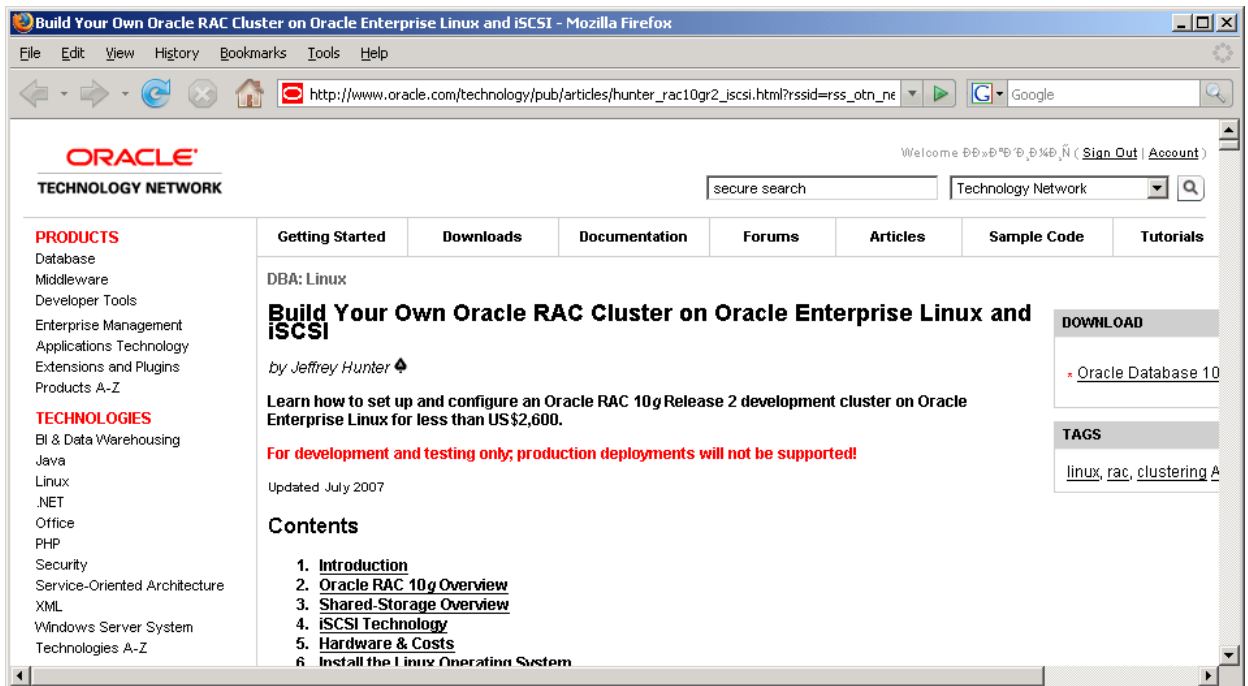 Build Your Own Oracle RAC Cluster on Oracle Enterprise Linux and iSCSI - Mozilla Firefox
File Edit View History Bookmarks Tools Help
http://www.oracle.com/technology/pub/articles/hunter_rac10gr2_iscsi.html?rssid=rss_otn_ne
G Google
ORACLE
TECHNOLOGY NETWORK
Welcome ( Sign Out | Account )
secure search Technology Network
PRODUCTS
Database
Middleware
Developer Tools
Enterprise Management
Applications Technology
Extensions and Plugins
Products A-Z
TECHNOLOGIES
BI & Data Warehousing
Java
Linux
.NET
Office
PHP
Security
Service-Oriented Architecture
XML
Windows Server System
Technologies A-Z
Getting Started Downloads Documentation Forums Articles Sample Code Tutorials
DBA: Linux
Build Your Own Oracle RAC Cluster on Oracle Enterprise Linux and
iSCSI
by Jeffrey Hunter
Learn how to set up and configure an Oracle RAC 10g Release 2 development cluster on Oracle
Enterprise Linux for less than US$2,600.
For development and testing only; production deployments will not be supported!
Updated July 2007
Contents
1. Introduction
2. Oracle RAC 10g Overview
3. Shared-Storage Overview
4. iSCSI Technology
5. Hardware & Costs
6. Install the Linux Operating System
DOWNLOAD
Oracle Database 10
TAGS
linux, rac, clustering A